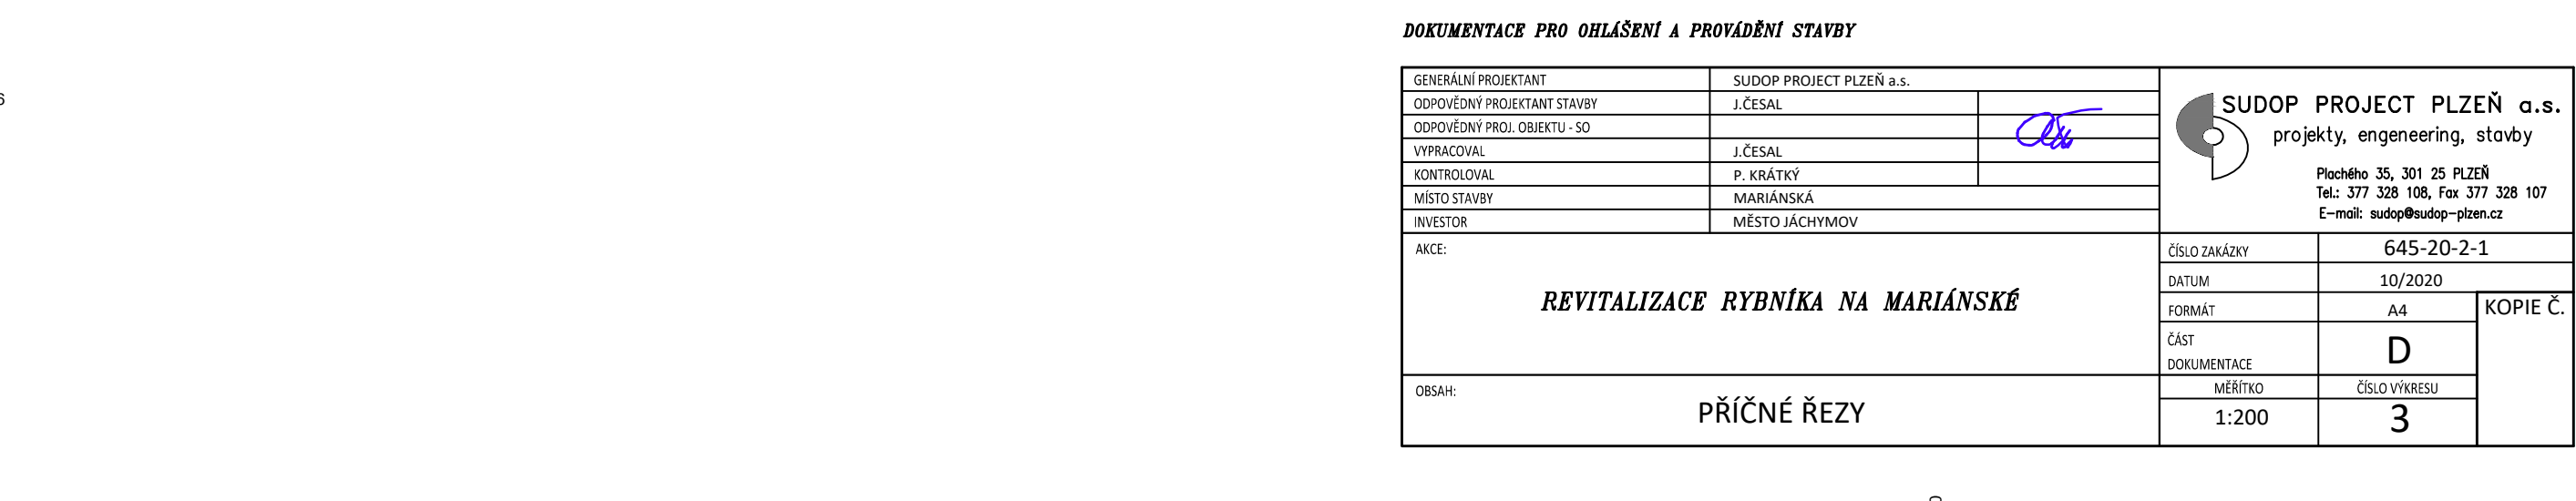 DOKUMENTACE PRO OHLÁŠENÍ A PROVÁDĚNÍ STAVBY
6
GENERÁLNÍ PROJEKTANT SUDOP PROJECT PLZEŇ a.s.
ODPOVĚDNÝ PROJEKTANT STAVBY J.ČESAL
ODPOVĚDNÝ PROJ. OBJEKTU - SO
VYPRACOVAL J.ČESAL
KONTROLOVAL P. KRÁTKÝ
MÍSTO STAVBY MARIÁNSKÁ
INVESTOR MĚSTO JÁCHYMOV
SUDOP PROJECT PLZEŇ a.s.
projekty, engeneering, stavby
Plachého 35, 301 25 PLZEŇ
Tel.: 377 328 108, Fax 377 328 107
E-mail: sudop@sudop-plzen.cz
AKCE:
REVITALIZACE RYBNÍKA NA MARIÁNSKÉ
ČÍSLO ZAKÁZKY 645-20-2-1
DATUM 10/2020
FORMÁT A4
KOPIE Č.
ČÁST
DOKUMENTACE D
OBSAH:
PŘÍČNÉ ŘEZY
MĚŘÍTKO ČÍSLO VÝKRESU
1:200 3